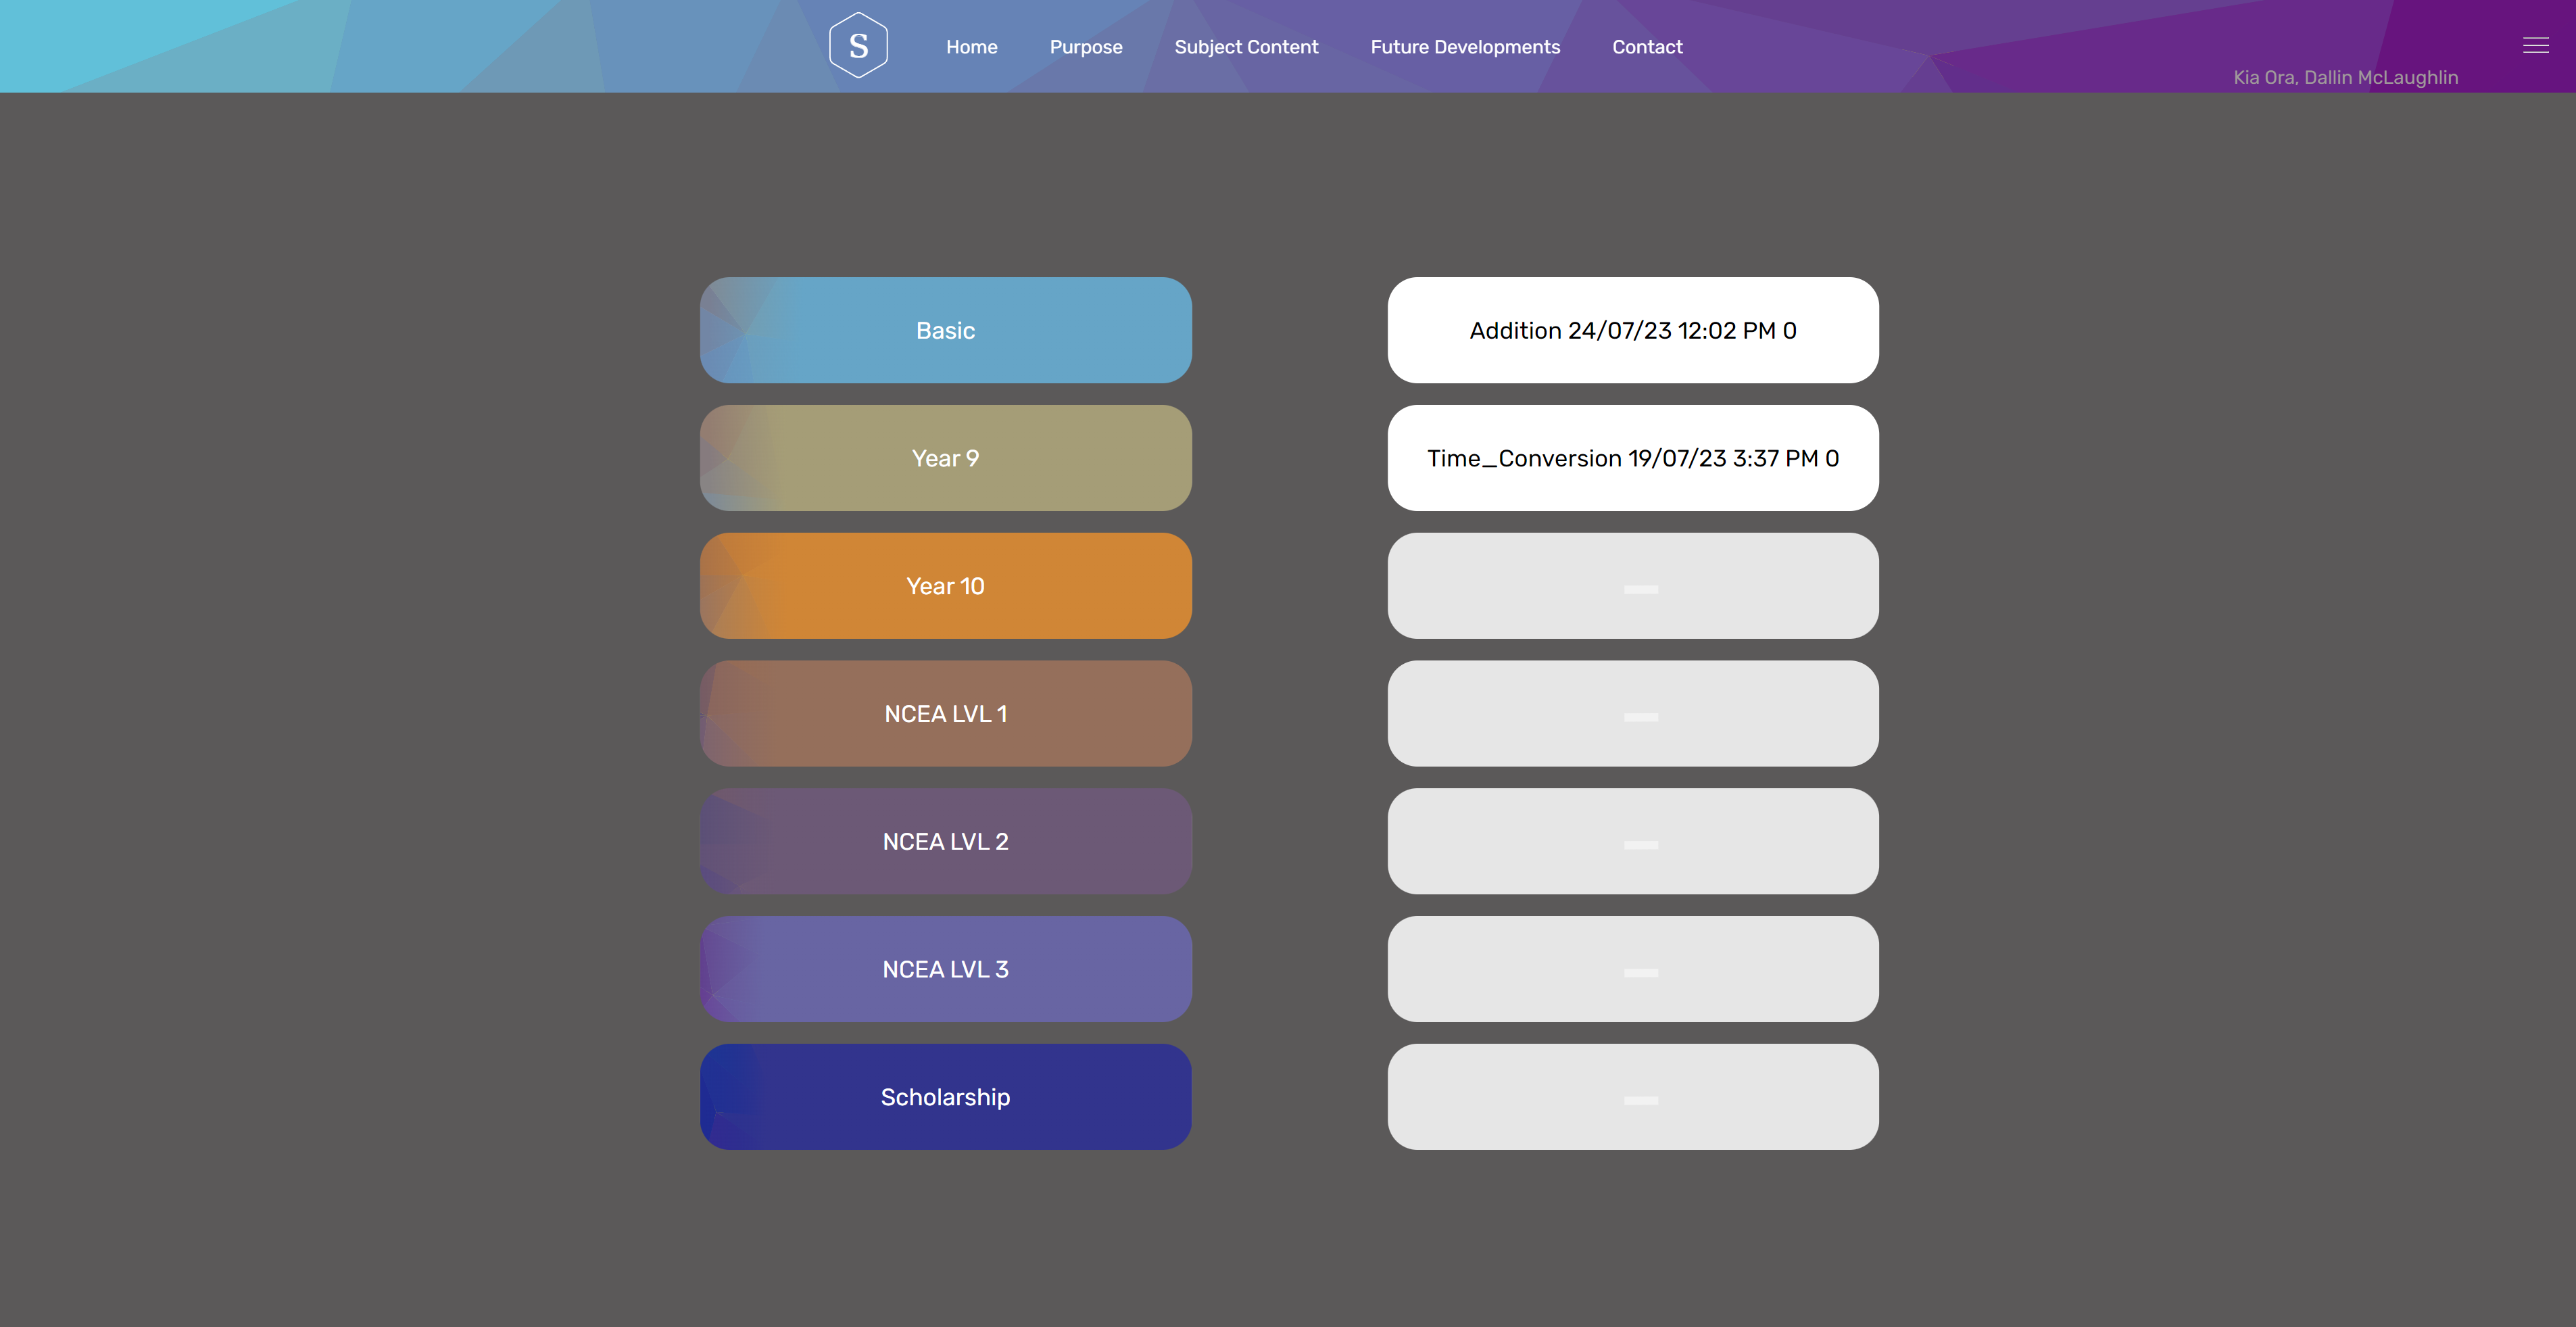 S
Home
Purpose
Subject Content
Future Developments
Contact
Kia Ora, Dallin McLaughlin
Basic
Addition 24/07/23 12:02 PM 0
Year 9
Time_Conversion 19/07/23 3:37 PM 0
Year 10
NCEA LVL 1
NCEA LVL 2
NCEA LVL 3
Scholarship